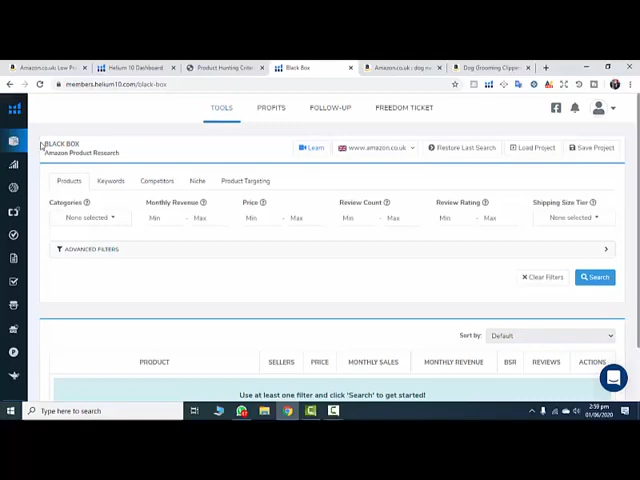 Amazon.co.uk: Low Pr
Helium 10 Dashboard
Product Hunting Criter
Black Box
Amazon.co.uk : dog na
Dog Grooming Clippe
members.helium10.com/black-box
TOOLS
PROFITS
FOLLOW-UP
FREEDOM TICKET
BLACK BOX
Amazon Product Research
Learn
www.amazon.co.uk
Restore Last Search
Load Project
Save Project
Products
Keywords
Competitors
Niche
Product Targeting
Categories
Monthly Revenue
Price
Review Count
Review Rating
Shipping Size Tier
None selected
Min - Max
Min - Max
Min - Max
Min - Max
None selected
ADVANCED FILTERS
Clear Filters
Search
Sort by: Default
PRODUCT
SELLERS
PRICE
MONTHLY SALES
MONTHLY REVENUE
BSR
REVIEWS
ACTIONS
Use at least one filter and click 'Search' to get started!
Type here to search
2:59 pm
01/06/2020